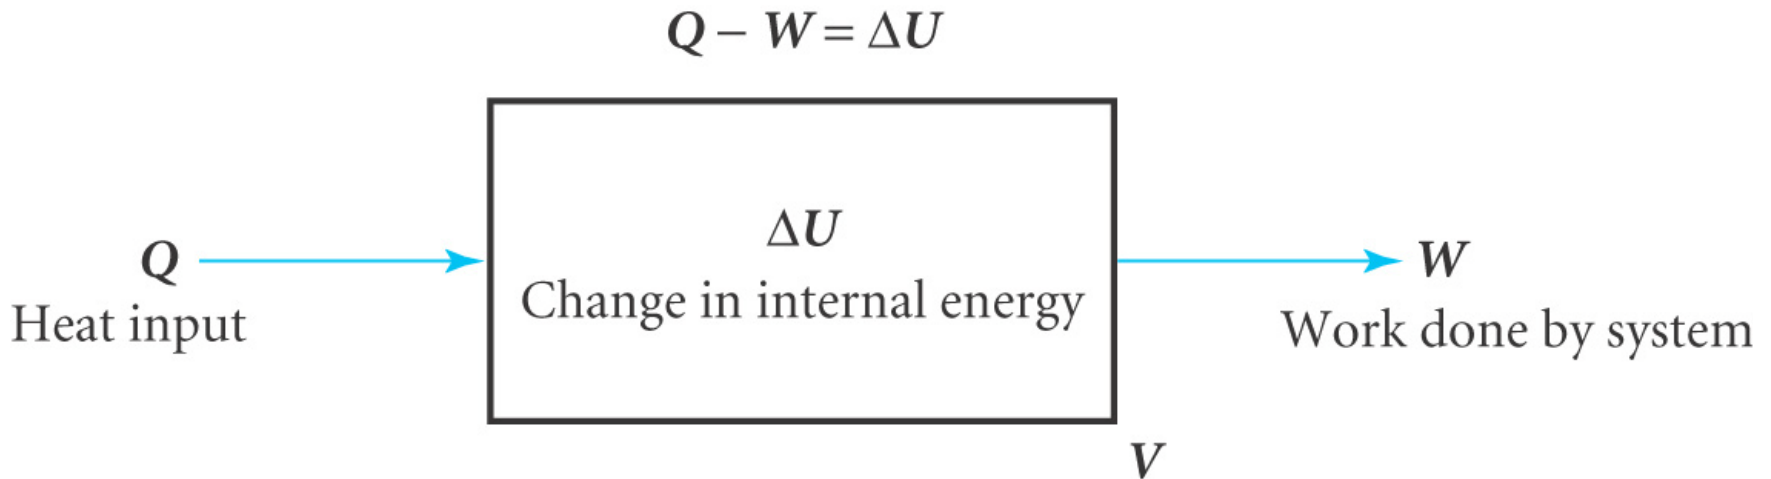 Q − W = ΔU
ΔU
Change in internal energy
Q
Heat input
W
Work done by system
V